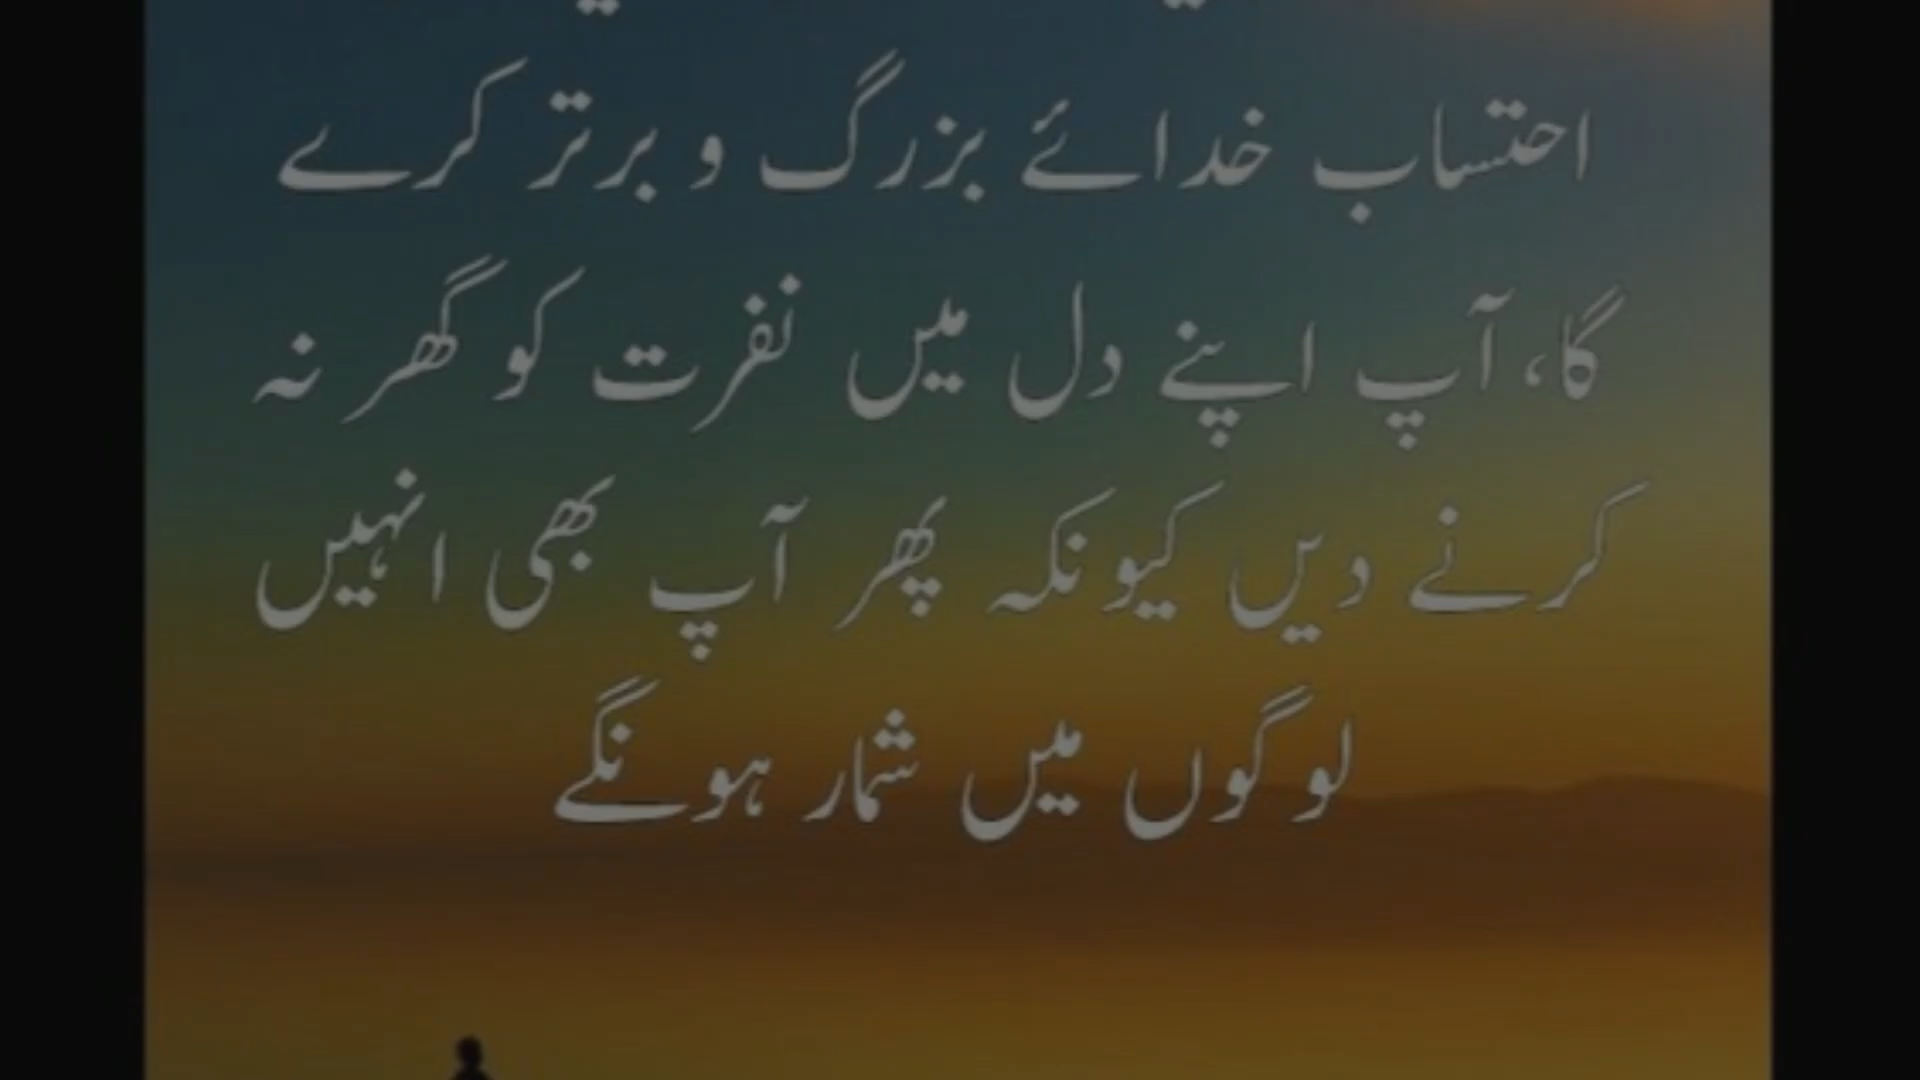 احتساب خدائے بزرگ و برتر کرے
گا، آپ اپنے دل میں نفرت کو گھر نہ
کرنے دیں کیونکہ پھر آپ بھی انہیں
لوگوں میں شمار ہونگے